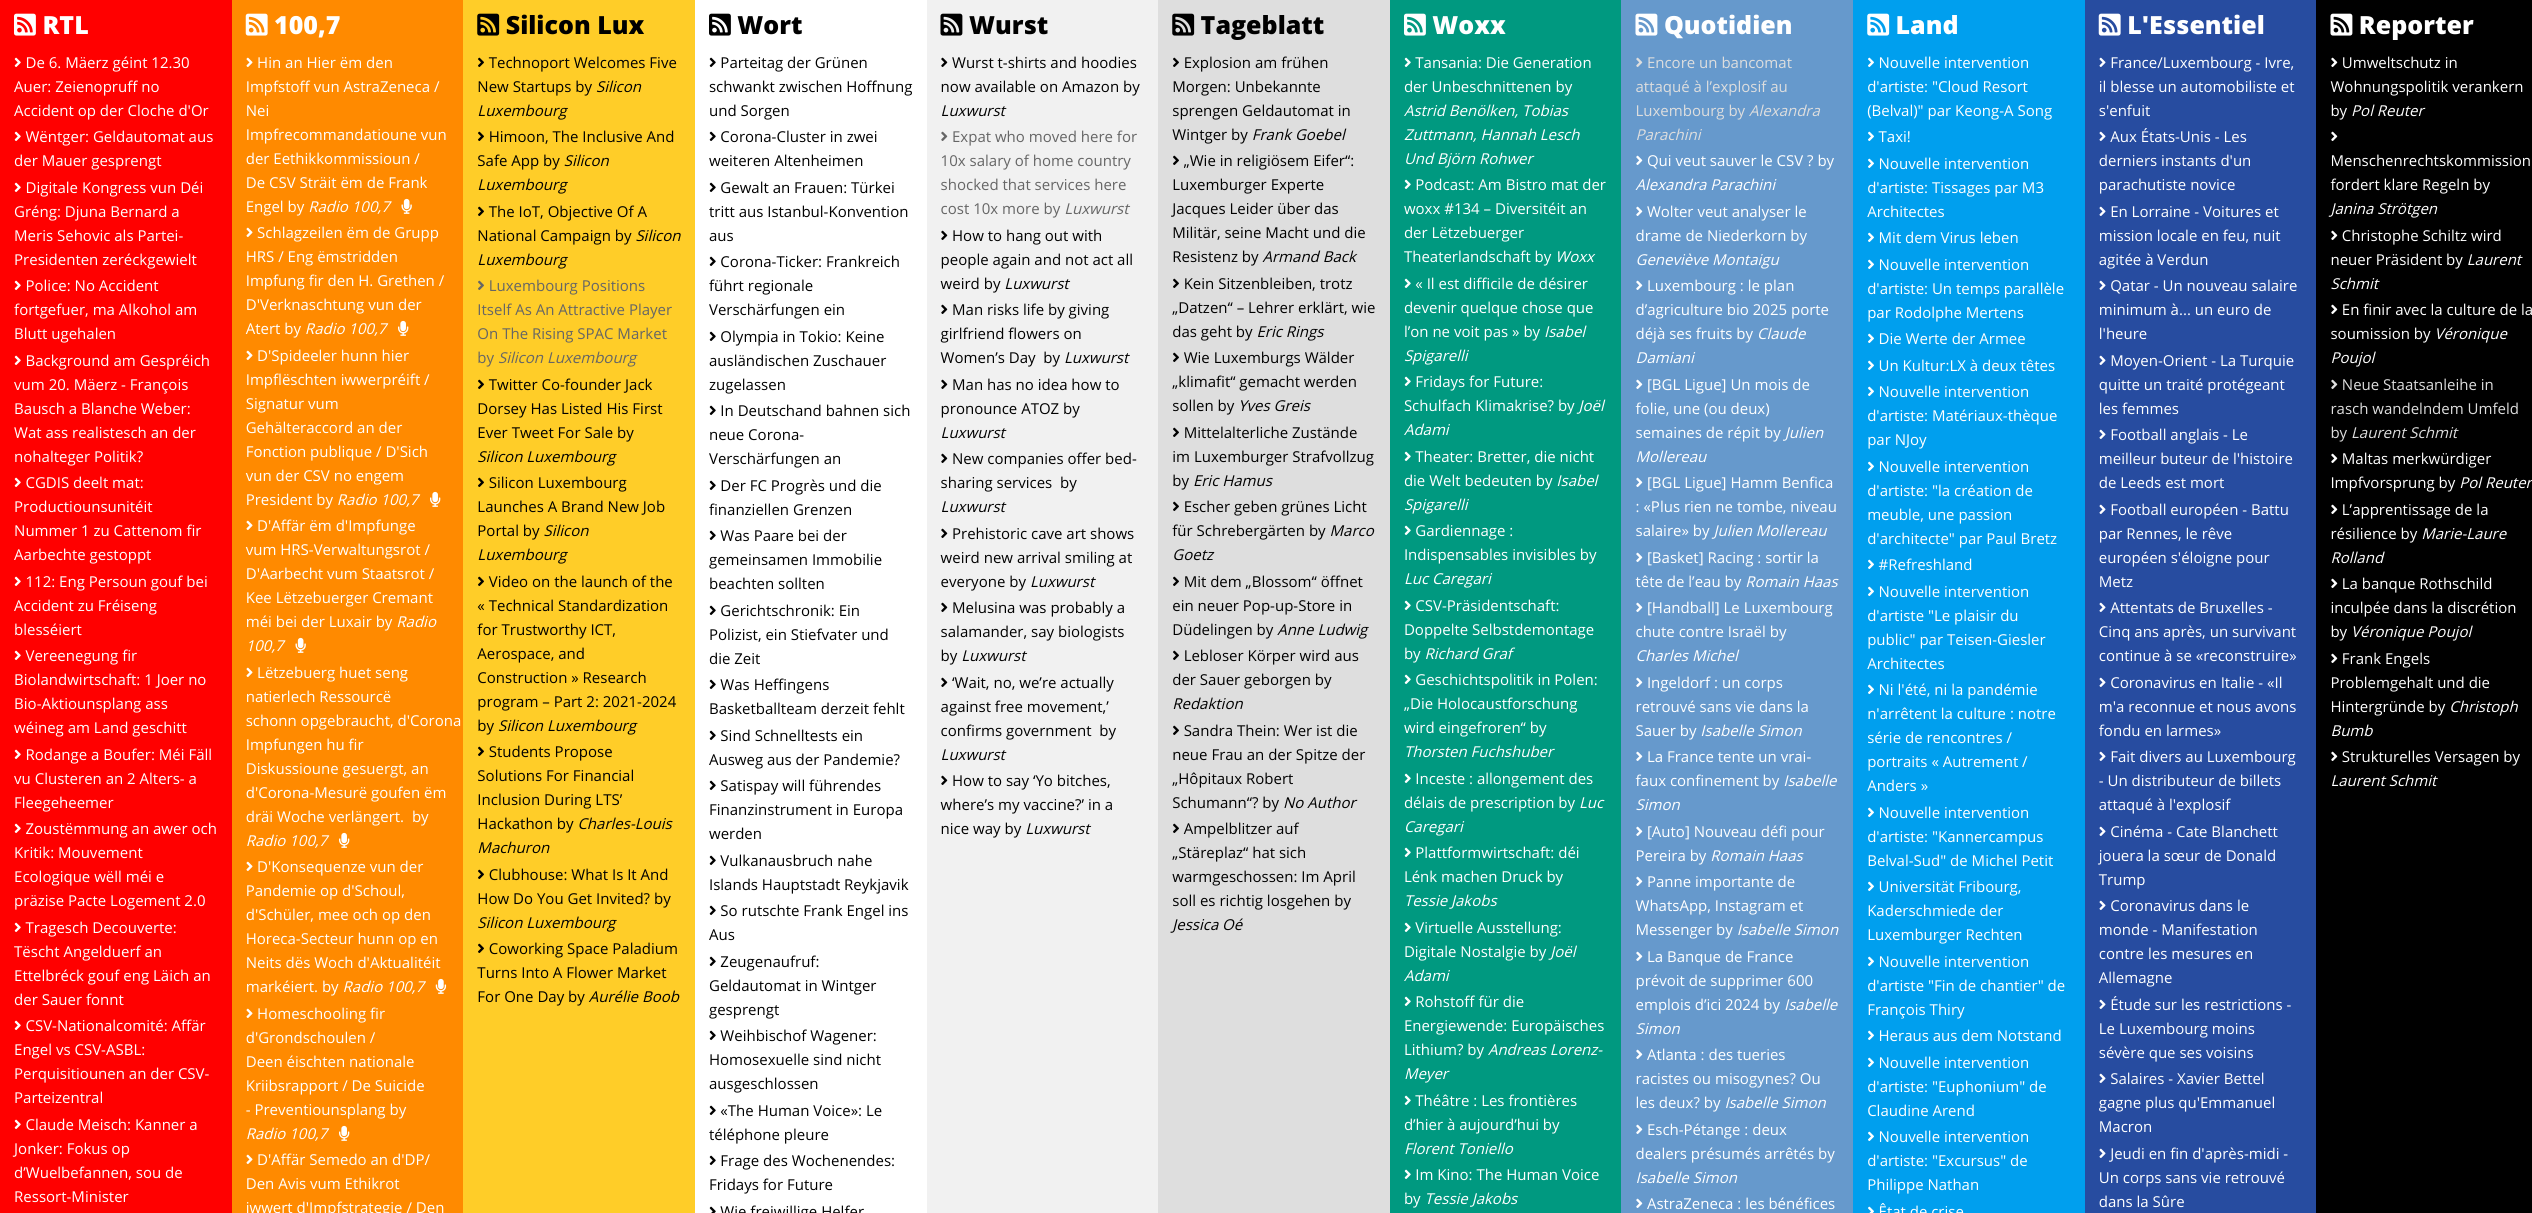 RTL
De 6. Mäerz géint 12.30
Auer: Zeienopruff no
Accident op der Cloche d'Or
Wëntger: Geldautomat aus
der Mauer gesprengt
Digitale Kongress vun Déi
Gréng: Djuna Bernard a
Meris Sehovic als Partei-
Presidenten zeréckgewielt
Police: No Accident
fortgefuer, ma Alkohol am
Blutt ugehalen
Background am Gespréich
vum 20. Mäerz - François
Bausch a Blanche Weber:
Wat ass realistesch an der
nohalteger Politik?
CGDIS deelt mat:
Productiounsunitéit
Nummer 1 zu Cattenom fir
Aarbechte gestoppt
112: Eng Persoun gouf bei
Accident zu Fréiseng
blesséiert
Vereenegung fir
Biolandwirtschaft: 1 Joer no
Bio-Aktiounsplang ass
wéineg am Land geschitt
Rodange a Boufer: Méi Fäll
vu Clusteren an 2 Alters- a
Fleegeheemer
Zoustëmmung an awer och
Kritik: Mouvement
Ecologique wëll méi e
präzise Pacte Logement 2.0
Tragesch Decouverte:
Tëscht Angelduerf an
Ettelbréck gouf eng Läich an
der Sauer fonnt
CSV-Nationalcomité: Affär
Engel vs CSV-ASBL:
Perquisitiounen an der CSV-
Parteizentral
Claude Meisch: Kanner a
Jonker: Fokus op
d'Wuelbefannen, sou de
Ressort-Minister
100,7
Hin an Hier ëm den
Impfstoff vun AstraZeneca /
Nei
Impfrecommandatioune vun
der Eethikkommissioun /
De CSV Sträit ëm de Frank
Engel by Radio 100,7
Schlagzeilen ëm de Grupp
HRS / Eng ëmstridden
Impfung fir den H. Grethen /
D'Verknaschtung vun der
Atert by Radio 100,7
D'Spideeler hunn hier
Impflëschten iwwerpréift /
Signatur vum
Gehälteraccord an der
Fonction publique / D'Sich
vun der CSV no engem
President by Radio 100,7
D'Affär ëm d'Impfunge
vum HRS-Verwaltungsrot /
D'Aarbecht vum Staatsrot /
Kee Lëtzebuerger Cremant
méi bei der Luxair by Radio
100,7
Lëtzebuerg huet seng
natierlech Ressourcë
schonn opgebraucht, d'Corona
Impfungen hu fir
Diskussioune gesuergt, an
d'Corona-Mesurë goufen ëm
dräi Woche verlängert. by
Radio 100,7
D'Konsequenze vun der
Pandemie op d'Schoul,
d'Schüler, mee och op den
Horeca-Secteur hunn op en
Neits dës Woch d'Aktualitéit
markéiert. by Radio 100,7
Homeschooling fir
d'Grondschoulen /
Deen éischten nationale
Kriibsrapport / De Suicide
- Preventiounsplang by
Radio 100,7
D'Affär Semedo an d'DP/
Den Avis vum Ethikrot
iwwert d'Impfstrategie / Den
Silicon Lux
Technoport Welcomes Five
New Startups by Silicon
Luxembourg
Himoon, The Inclusive And
Safe App by Silicon
Luxembourg
The IoT, Objective Of A
National Campaign by Silicon
Luxembourg
Luxembourg Positions
Itself As An Attractive Player
On The Rising SPAC Market
by Silicon Luxembourg
Twitter Co-founder Jack
Dorsey Has Listed His First
Ever Tweet For Sale by
Silicon Luxembourg
Silicon Luxembourg
Launches A Brand New Job
Portal by Silicon
Luxembourg
Video on the launch of the
« Technical Standardization
for Trustworthy ICT,
Aerospace, and
Construction » Research
program – Part 2: 2021-2024
by Silicon Luxembourg
Students Propose
Solutions For Financial
Inclusion During LTS’
Hackathon by Charles-Louis
Machuron
Clubhouse: What Is It And
How Do You Get Invited? by
Silicon Luxembourg
Coworking Space Paladium
Turns Into A Flower Market
For One Day by Aurélie Boob
Wort
Parteitag der Grünen
schwankt zwischen Hoffnung
und Sorgen
Corona-Cluster in zwei
weiteren Altenheimen
Gewalt an Frauen: Türkei
tritt aus Istanbul-Konvention
aus
Corona-Ticker: Frankreich
führt regionale
Verschärfungen ein
Olympia in Tokio: Keine
ausländischen Zuschauer
zugelassen
In Deutschand bahnen sich
neue Corona-
Verschärfungen an
Der FC Progrès und die
finanziellen Grenzen
Was Paare bei der
gemeinsamen Immobilie
beachten sollten
Gerichtschronik: Ein
Polizist, ein Stiefvater und
die Zeit
Was Heffingens
Basketballteam derzeit fehlt
Sind Schnelltests ein
Ausweg aus der Pandemie?
Satispay will führendes
Finanzinstrument in Europa
werden
Vulkanausbruch nahe
Islands Hauptstadt Reykjavik
So rutschte Frank Engel ins
Aus
Zeugenaufruf:
Geldautomat in Wintger
gesprengt
Weihbischof Wagener:
Homosexuelle sind nicht
ausgeschlossen
«The Human Voice»: Le
téléphone pleure
Frage des Wochenendes:
Fridays for Future
Wie freiwillige Helfer
Wurst
Wurst t-shirts and hoodies
now available on Amazon by
Luxwurst
Expat who moved here for
10x salary of home country
shocked that services here
cost 10x more by Luxwurst
How to hang out with
people again and not act all
weird by Luxwurst
Man risks life by giving
girlfriend flowers on
Women’s Day by Luxwurst
Man has no idea how to
pronounce ATOZ by
Luxwurst
New companies offer bed-
sharing services by
Luxwurst
Prehistoric cave art shows
weird new arrival smiling at
everyone by Luxwurst
Melusina was probably a
salamander, say biologists
by Luxwurst
‘Wait, no, we’re actually
against free movement,’
confirms government by
Luxwurst
How to say ‘Yo bitches,
where’s my vaccine?’ in a
nice way by Luxwurst
Tageblatt
Explosion am frühen
Morgen: Unbekannte
sprengen Geldautomat in
Wintger by Frank Goebel
„Wie in religiösem Eifer“:
Luxemburger Experte
Jacques Leider über das
Militär, seine Macht und die
Resistenz by Armand Back
Kein Sitzenbleiben, trotz
„Datzen“ – Lehrer erklärt, wie
das geht by Eric Rings
Wie Luxemburgs Wälder
„klimafit“ gemacht werden
sollen by Yves Greis
Mittelalterliche Zustände
im Luxemburger Strafvollzug
by Eric Hamus
Escher geben grünes Licht
für Schrebergärten by Marco
Goetz
Mit dem „Blossom“ öffnet
ein neuer Pop-up-Store in
Düdelingen by Anne Ludwig
Lebloser Körper wird aus
der Sauer geborgen by
Redaktion
Sandra Thein: Wer ist die
neue Frau an der Spitze der
„Hôpitaux Robert
Schumann“? by No Author
Ampelblitzer auf
„Stäreplaz“ hat sich
warmgeschossen: Im April
soll es richtig losgehen by
Jessica Oé
Woxx
Tansania: Die Generation
der Unbeschnittenen by
Astrid Benölken, Tobias
Zuttmann, Hannah Lesch
Und Björn Rohwer
Podcast: Am Bistro mat der
woxx #134 – Diversitéit an
der Lëtzebuerger
Theaterlandschaft by Woxx
« Il est difficile de désirer
devenir quelque chose que
l’on ne voit pas » by Isabel
Spigarelli
Fridays for Future:
Schulfach Klimakrise? by Joël
Adami
Theater: Bretter, die nicht
die Welt bedeuten by Isabel
Spigarelli
Gardiennage :
Indispensables invisibles by
Luc Caregari
CSV-Präsidentschaft:
Doppelte Selbstdemontage
by Richard Graf
Geschichtspolitik in Polen:
„Die Holocaustforschung
wird eingefroren“ by
Thorsten Fuchshuber
Inceste : allongement des
délais de prescription by Luc
Caregari
Plattformwirtschaft: déi
Lénk machen Druck by
Tessie Jakobs
Virtuelle Ausstellung:
Digitale Nostalgie by Joël
Adami
Rohstoff für die
Energiewende: Europäisches
Lithium? by Andreas Lorenz-
Meyer
Théâtre : Les frontières
d’hier à aujourd’hui by
Florent Toniello
Im Kino: The Human Voice
by Tessie Jakobs
Quotidien
Encore un bancomat
attaqué à l’explosif au
Luxembourg by Alexandra
Parachini
Qui veut sauver le CSV ? by
Alexandra Parachini
Wolter veut analyser le
drame de Niederkorn by
Geneviève Montaigu
Luxembourg : le plan
d’agriculture bio 2025 porte
déjà ses fruits by Claude
Damiani
[BGL Ligue] Un mois de
folie, une (ou deux)
semaines de répit by Julien
Mollereau
[BGL Ligue] Hamm Benfica
: «Plus rien ne tombe, niveau
salaire» by Julien Mollereau
[Basket] Racing : sortir la
tête de l’eau by Romain Haas
[Handball] Le Luxembourg
chute contre Israël by
Charles Michel
Ingeldorf : un corps
retrouvé sans vie dans la
Sauer by Isabelle Simon
La France tente un vrai-
faux confinement by Isabelle
Simon
[Auto] Nouveau défi pour
Pereira by Romain Haas
Panne importante de
WhatsApp, Instagram et
Messenger by Isabelle Simon
La Banque de France
prévoit de supprimer 600
emplois d’ici 2024 by Isabelle
Simon
Atlanta : des tueries
racistes ou misogynes? Ou
les deux? by Isabelle Simon
Esch-Pétange : deux
dealers présumés arrêtés by
Isabelle Simon
AstraZeneca : les bénéfices
Land
Nouvelle intervention
d'artiste: "Cloud Resort
(Belval)" par Keong-A Song
Taxi!
Nouvelle intervention
d'artiste: Tissages par M3
Architectes
Mit dem Virus leben
Nouvelle intervention
d'artiste: Un temps parallèle
par Rodolphe Mertens
Die Werte der Armee
Un Kultur:LX à deux têtes
Nouvelle intervention
d'artiste: Matériaux-thèque
par NJoy
Nouvelle intervention
d'artiste: "la création de
meuble, une passion
d'architecte" par Paul Bretz
#Refreshland
Nouvelle intervention
d'artiste "Le plaisir du
public" par Teisen-Giesler
Architectes
Ni l'été, ni la pandémie
n'arrêtent la culture : notre
série de rencontres /
portraits « Autrement /
Anders »
Nouvelle intervention
d'artiste: "Kannercampus
Belval-Sud" de Michel Petit
Universität Fribourg,
Kaderschmiede der
Luxemburger Rechten
Nouvelle intervention
d'artiste "Fin de chantier" de
François Thiry
Heraus aus dem Notstand
Nouvelle intervention
d'artiste: "Euphonium" de
Claudine Arend
Nouvelle intervention
d'artiste: "Excursus" de
Philippe Nathan
État de crise
L'Essentiel
France/Luxembourg - Ivre,
il blesse un automobiliste et
s'enfuit
Aux États-Unis - Les
derniers instants d'un
parachutiste novice
En Lorraine - Voitures et
mission locale en feu, nuit
agitée à Verdun
Qatar - Un nouveau salaire
minimum à... un euro de
l'heure
Moyen-Orient - La Turquie
quitte un traité protégeant
les femmes
Football anglais - Le
meilleur buteur de l'histoire
de Leeds est mort
Football européen - Battu
par Rennes, le rêve
européen s'éloigne pour
Metz
Attentats de Bruxelles -
Cinq ans après, un survivant
continue à se «reconstruire»
Coronavirus en Italie - «Il
m'a reconnue et nous avons
fondu en larmes»
Fait divers au Luxembourg
- Un distributeur de billets
attaqué à l'explosif
Cinéma - Cate Blanchett
jouera la sœur de Donald
Trump
Coronavirus dans le
monde - Manifestation
contre les mesures en
Allemagne
Étude sur les restrictions -
Le Luxembourg moins
sévère que ses voisins
Salaires - Xavier Bettel
gagne plus qu'Emmanuel
Macron
Jeudi en fin d'après-midi -
Un corps sans vie retrouvé
dans la Sûre
Reporter
Umweltschutz in
Wohnungspolitik verankern
by Pol Reuter
Menschenrechtskommission
fordert klare Regeln by
Janina Strötgen
Christophe Schiltz wird
neuer Präsident by Laurent
Schmit
En finir avec la culture de la
soumission by Véronique
Poujol
Neue Staatsanleihe in
rasch wandelndem Umfeld
by Laurent Schmit
Maltas merkwürdiger
Impfvorsprung by Pol Reuter
L’apprentissage de la
résilience by Marie-Laure
Rolland
La banque Rothschild
inculpée dans la discrétion
by Véronique Poujol
Frank Engels
Problemgehalt und die
Hintergründe by Christoph
Bumb
Strukturelles Versagen by
Laurent Schmit